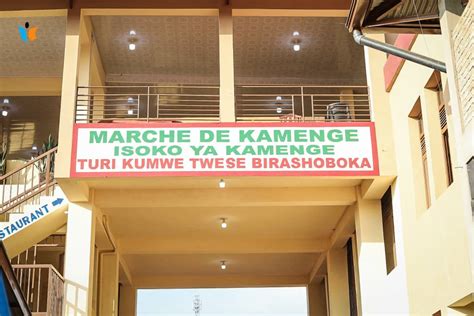 MARCHE DE KAMENGE
ISOKO YA KAMENGE
TURI KUMWE TWESE BIRASHOBOKA
RESTAURANT